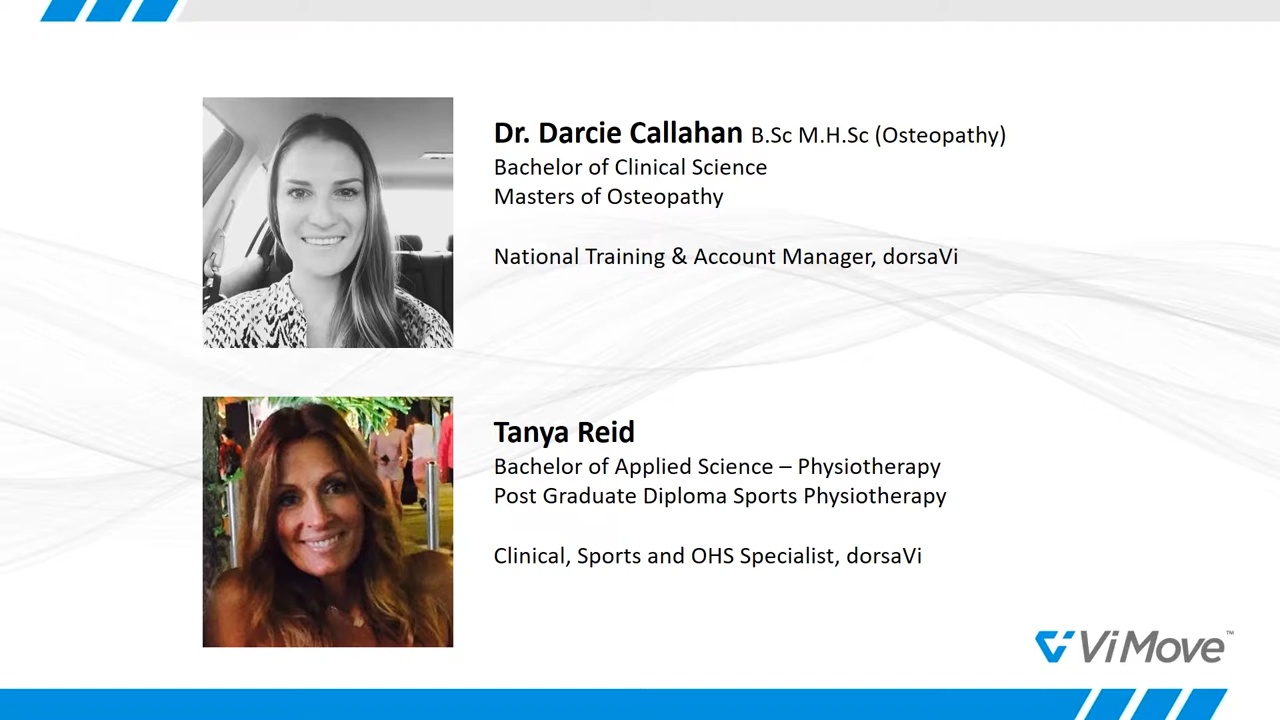 Dr. Darcie Callahan B.Sc M.H.Sc (Osteopathy)
Bachelor of Clinical Science
Masters of Osteopathy
National Training & Account Manager, dorsaVi
Tanya Reid
Bachelor of Applied Science – Physiotherapy
Post Graduate Diploma Sports Physiotherapy
Clinical, Sports and OHS Specialist, dorsaVi
ViMove™